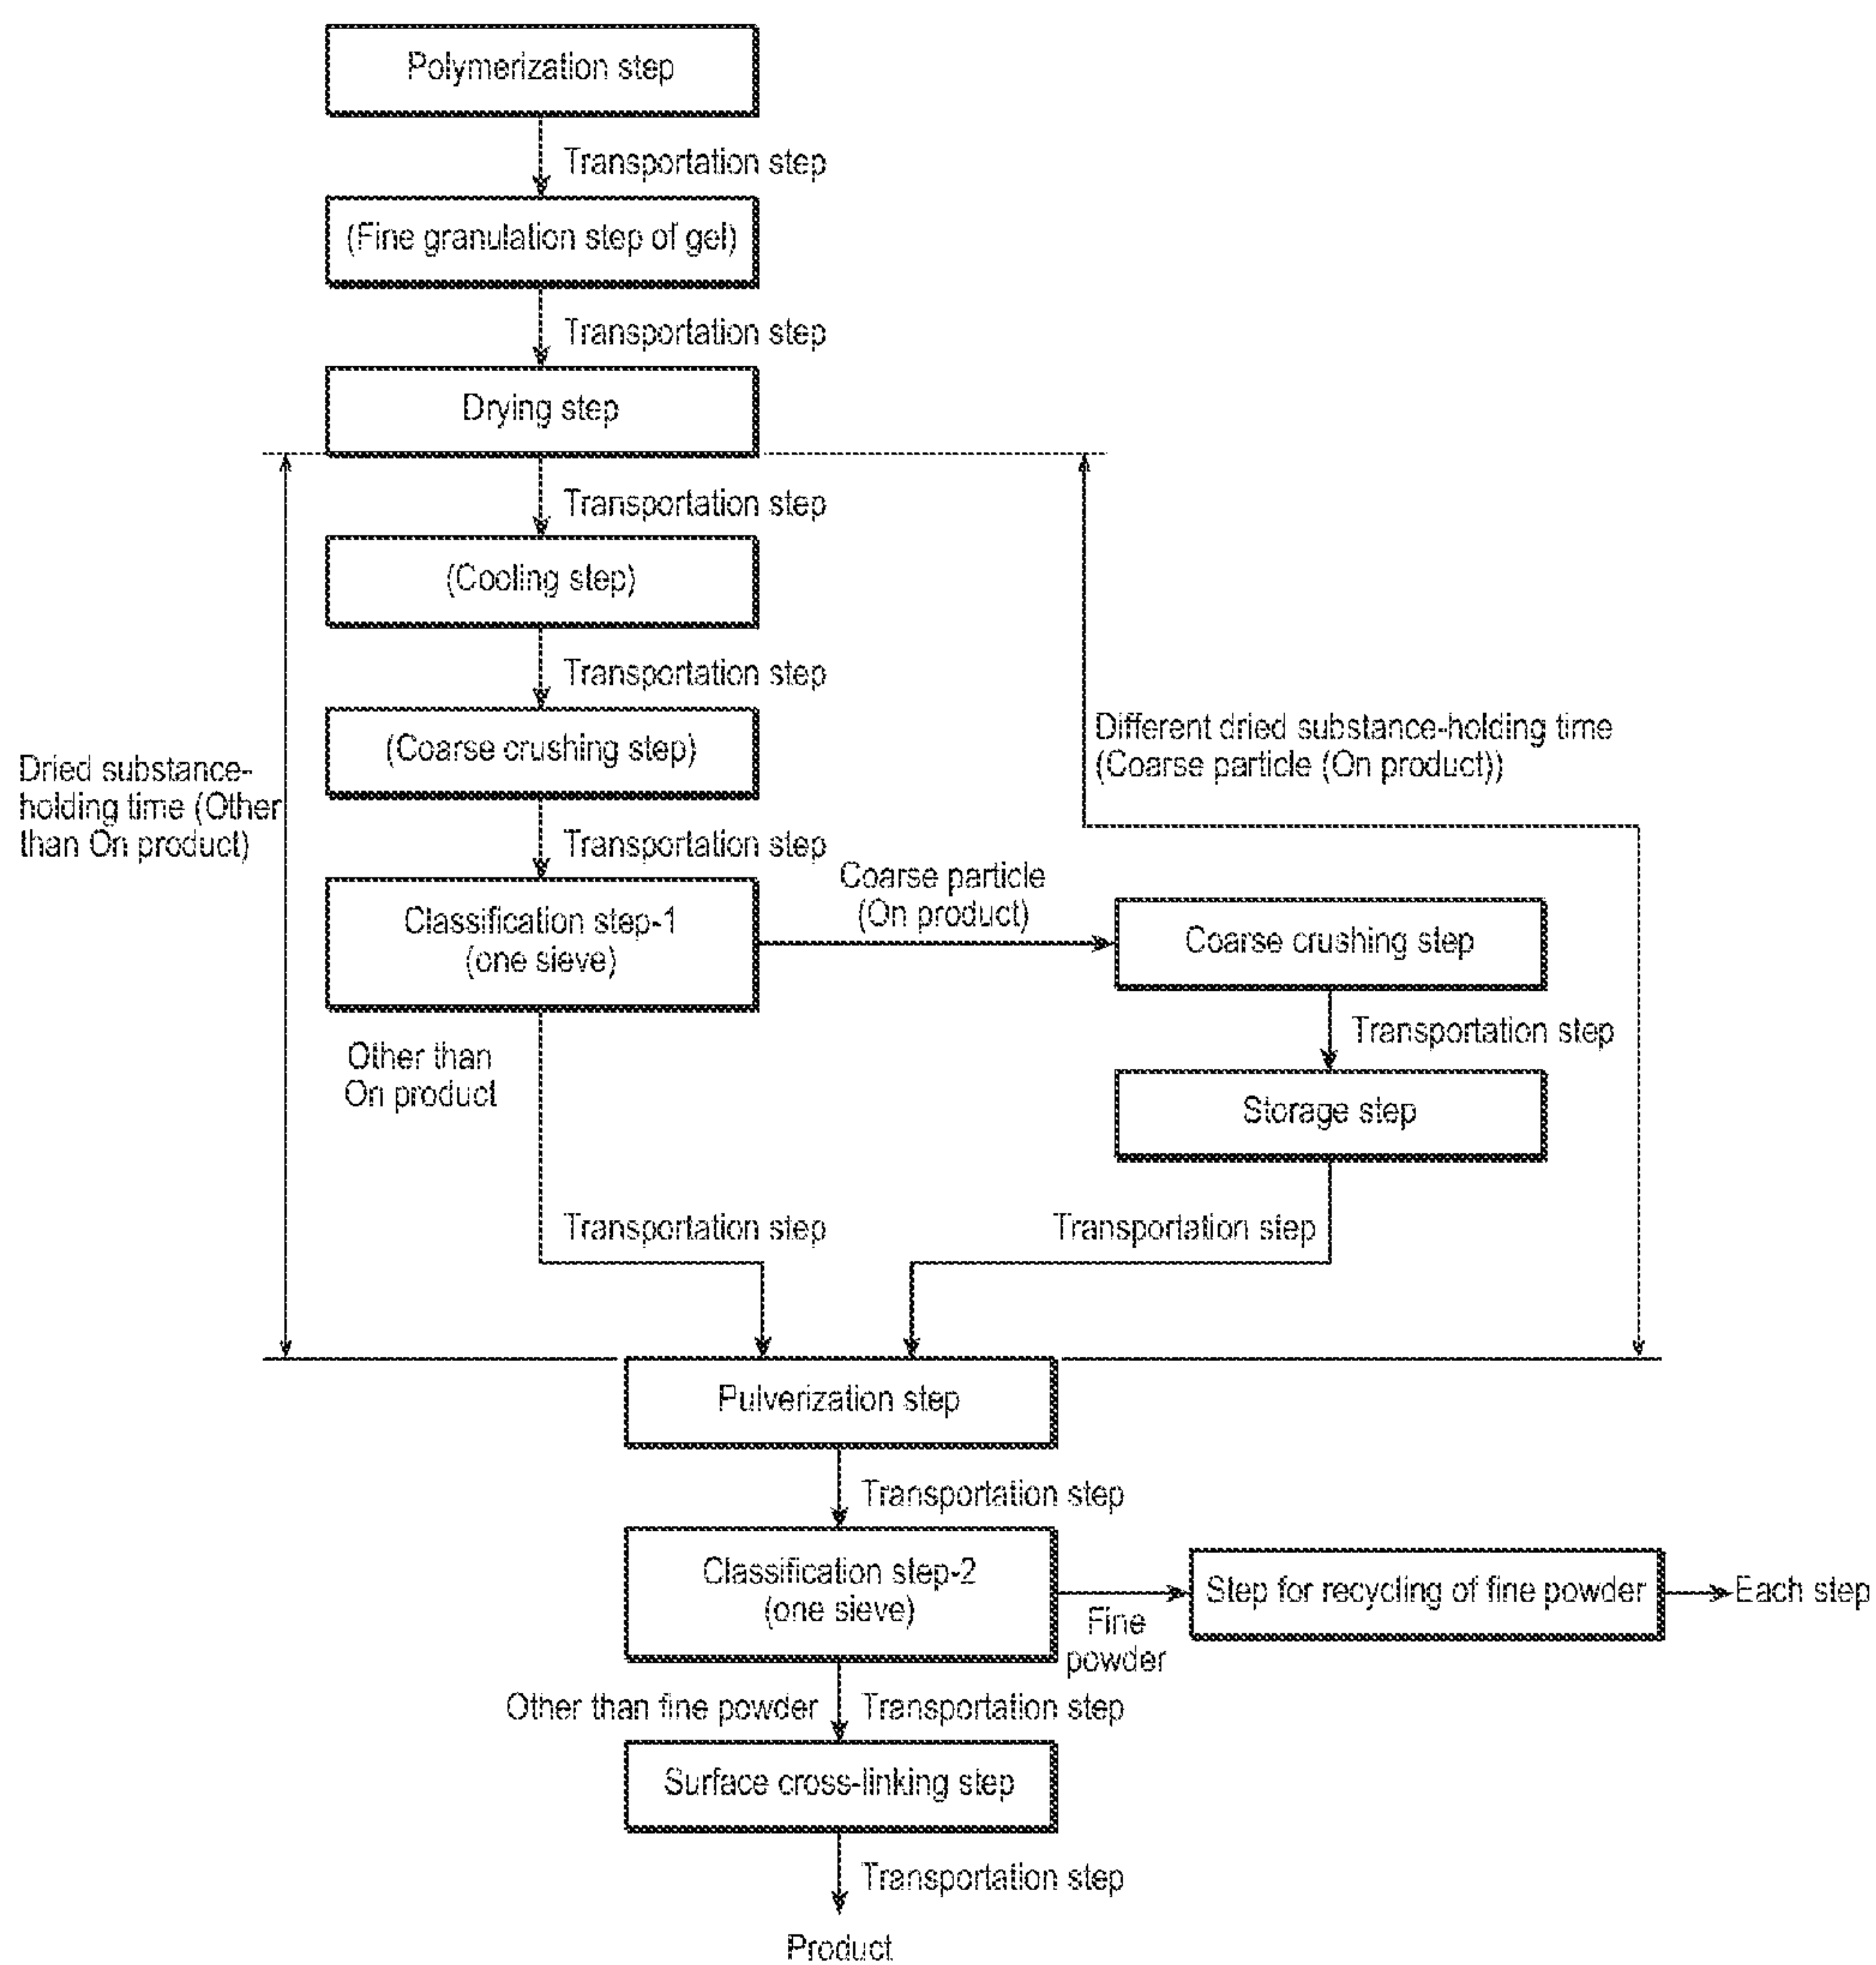 Polymerization step
Transportation step
(Fine granulation step of gel)
Transportation step
Drying step
Transportation step
(Cooling step)
Transportation step
(Coarse crushing step)
Different dried substance-holding time
(Coarse particle (On product))
Dried substance-
holding time (Other
than On product)
Transportation step
Coarse particle
(On product)
Classification step-1
(one sieve)
Coarse crushing step
Transportation step
Other than
On product
Storage step
Transportation step
Transportation step
Pulverization step
Transportation step
Classification step-2
(one sieve)
Fine
powder
Step for recycling of fine powder
Each step
Other than fine powder
Transportation step
Surface cross-linking step
Transportation step
Product